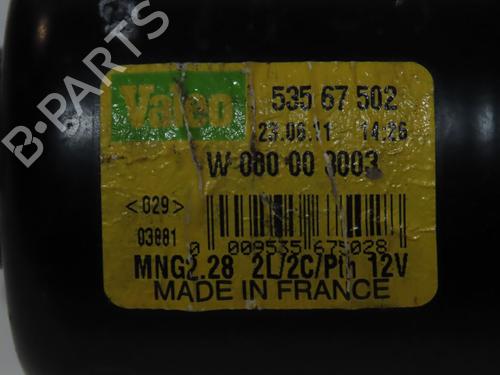 Valeo
535 67 502
23.06.11 14:26
W 000 00 0003
<029>
03881
0 009535 675028
MNG2.28 2L/2C/Pth 12V
MADE IN FRANCE
B-Parts